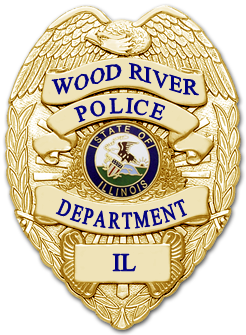 WOOD RIVER
POLICE
STATE OF
ILLINOIS
DEPARTMENT
IL